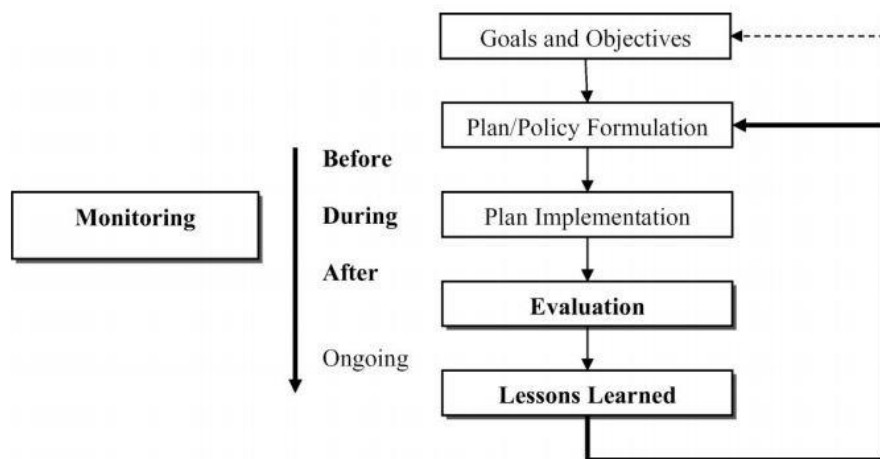 Goals and Objectives
Plan/Policy Formulation
Before
Monitoring
During
Plan Implementation
After
Evaluation
Ongoing
Lessons Learned